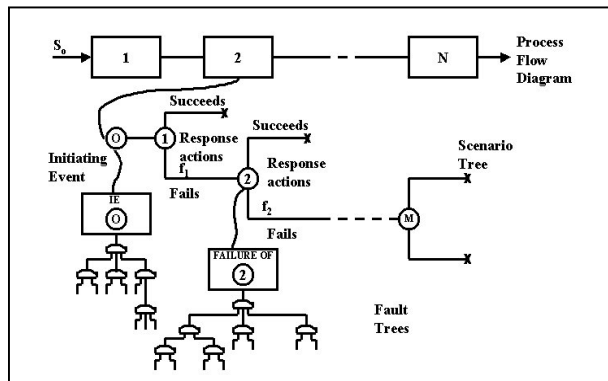 S₀
1
2
N
Process
Flow
Diagram
Succeeds
O
1
Response
actions
Succeeds
Initiating
Event
f₁
Fails
2
Response
actions
Scenario
Tree
IE
O
f₂
Fails
M
FAILURE OF
2
Fault
Trees